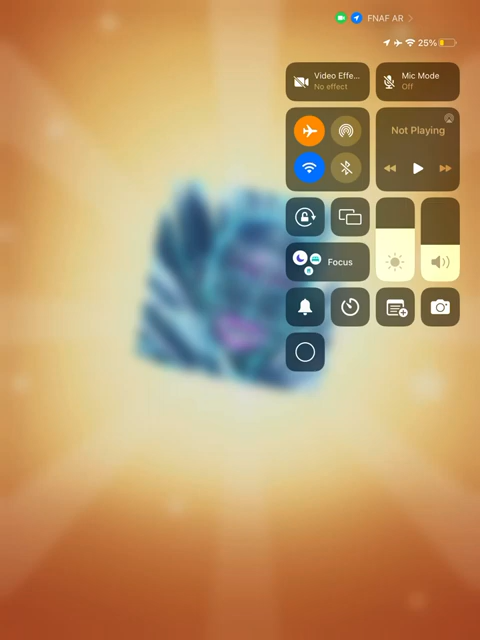 FNAF AR
25%
Video Effe...
No effect
Mic Mode
Off
Not Playing
Focus